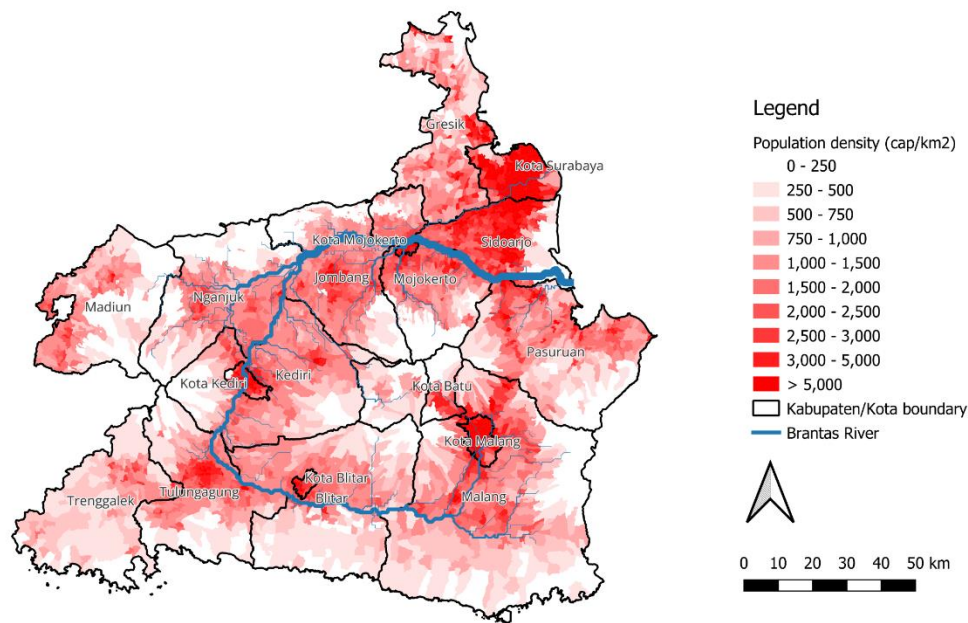 Gresik
Kota Surabaya
Kota Mojokerto
Sidoarjo
Jombang
Mojokerto
Nganjuk
Madiun
Pasuruan
Kota Kediri
Kediri
Kota Batu
Kota Malang
Kota Blitar
Tulungagung
Trenggalek
Blitar
Malang
Legend
Population density (cap/km2)
0 - 250
250 - 500
500 - 750
750 - 1,000
1,000 - 1,500
1,500 - 2,000
2,000 - 2,500
2,500 - 3,000
3,000 - 5,000
> 5,000
Kabupaten/Kota boundary
Brantas River
0 10 20 30 40 50 km